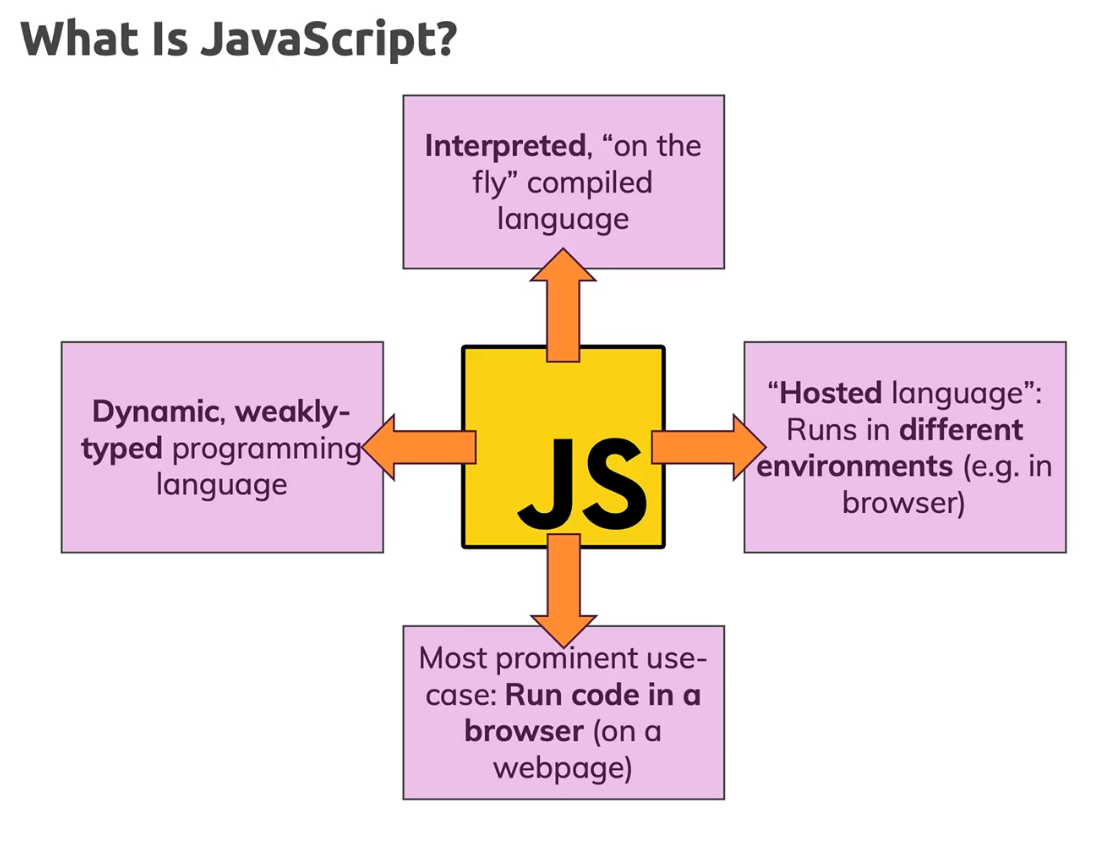 What Is JavaScript?
Interpreted, “on the
fly” compiled
language
Dynamic, weakly-
typed programming
language
JS
“Hosted language”:
Runs in different
environments (e.g. in
browser)
Most prominent use-
case: Run code in a
browser (on a
webpage)